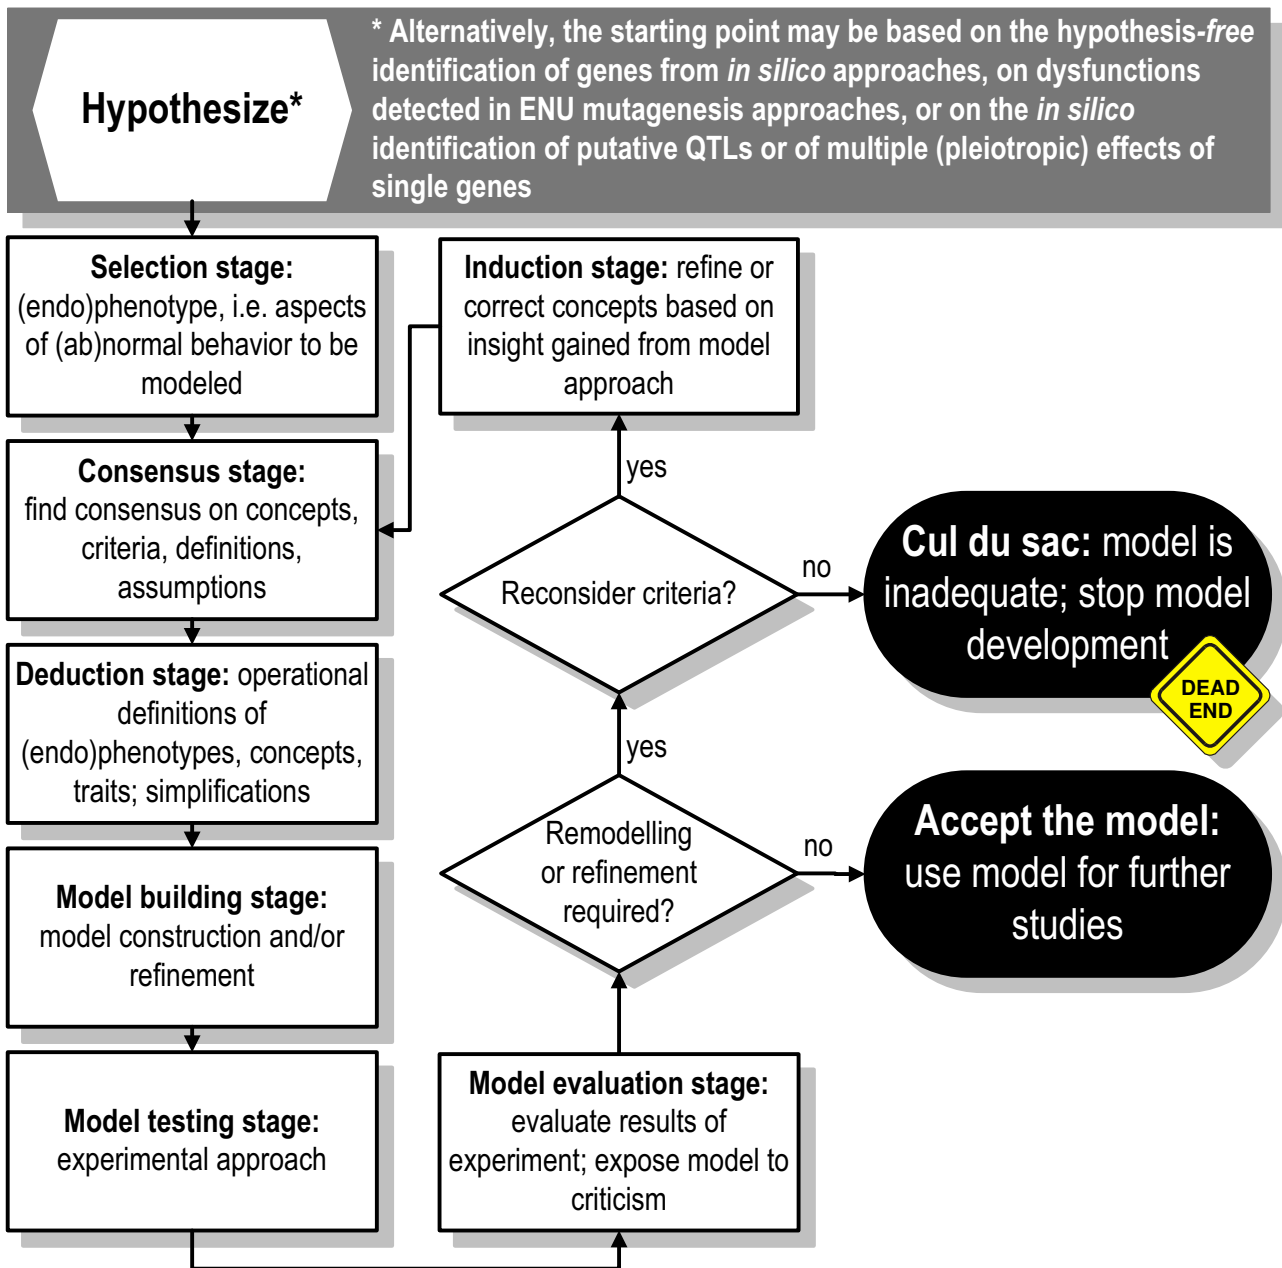 Hypothesize*
* Alternatively, the starting point may be based on the hypothesis-free
identification of genes from in silico approaches, on dysfunctions
detected in ENU mutagenesis approaches, or on the in silico
identification of putative QTLs or of multiple (pleiotropic) effects of
single genes
Selection stage:
(endo)phenotype, i.e. aspects
of (ab)normal behavior to be
modeled
Consensus stage:
find consensus on concepts,
criteria, definitions,
assumptions
Deduction stage: operational
definitions of
(endo)phenotypes, concepts,
traits; simplifications
Model building stage:
model construction and/or
refinement
Model testing stage:
experimental approach
Model evaluation stage:
evaluate results of
experiment; expose model to
criticism
Remodelling
or refinement
required?
no
Accept the model:
use model for further
studies
yes
Reconsider criteria?
no
Cul du sac: model is
inadequate; stop model
development
DEAD
END
yes
Induction stage: refine or
correct concepts based on
insight gained from model
approach